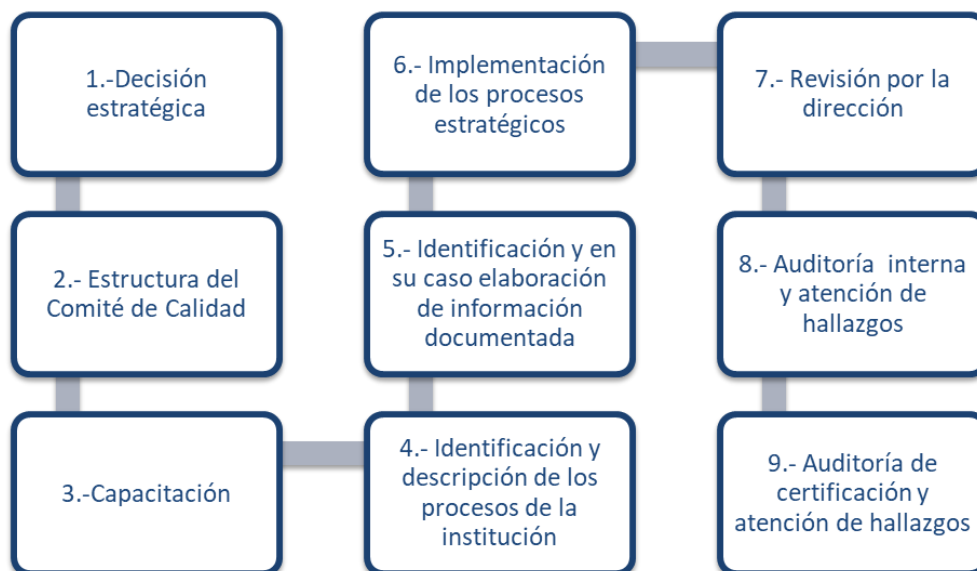 1.-Decisión
estratégica
2.- Estructura del
Comité de Calidad
3.-Capacitación
4.- Identificación y
descripción de los
procesos de la
institución
5.- Identificación y en
su caso elaboración
de información
documentada
6.- Implementación
de los procesos
estratégicos
7.- Revisión por la
dirección
8.- Auditoría  interna
y atención de
hallazgos
9.- Auditoría de
certificación y
atención de hallazgos